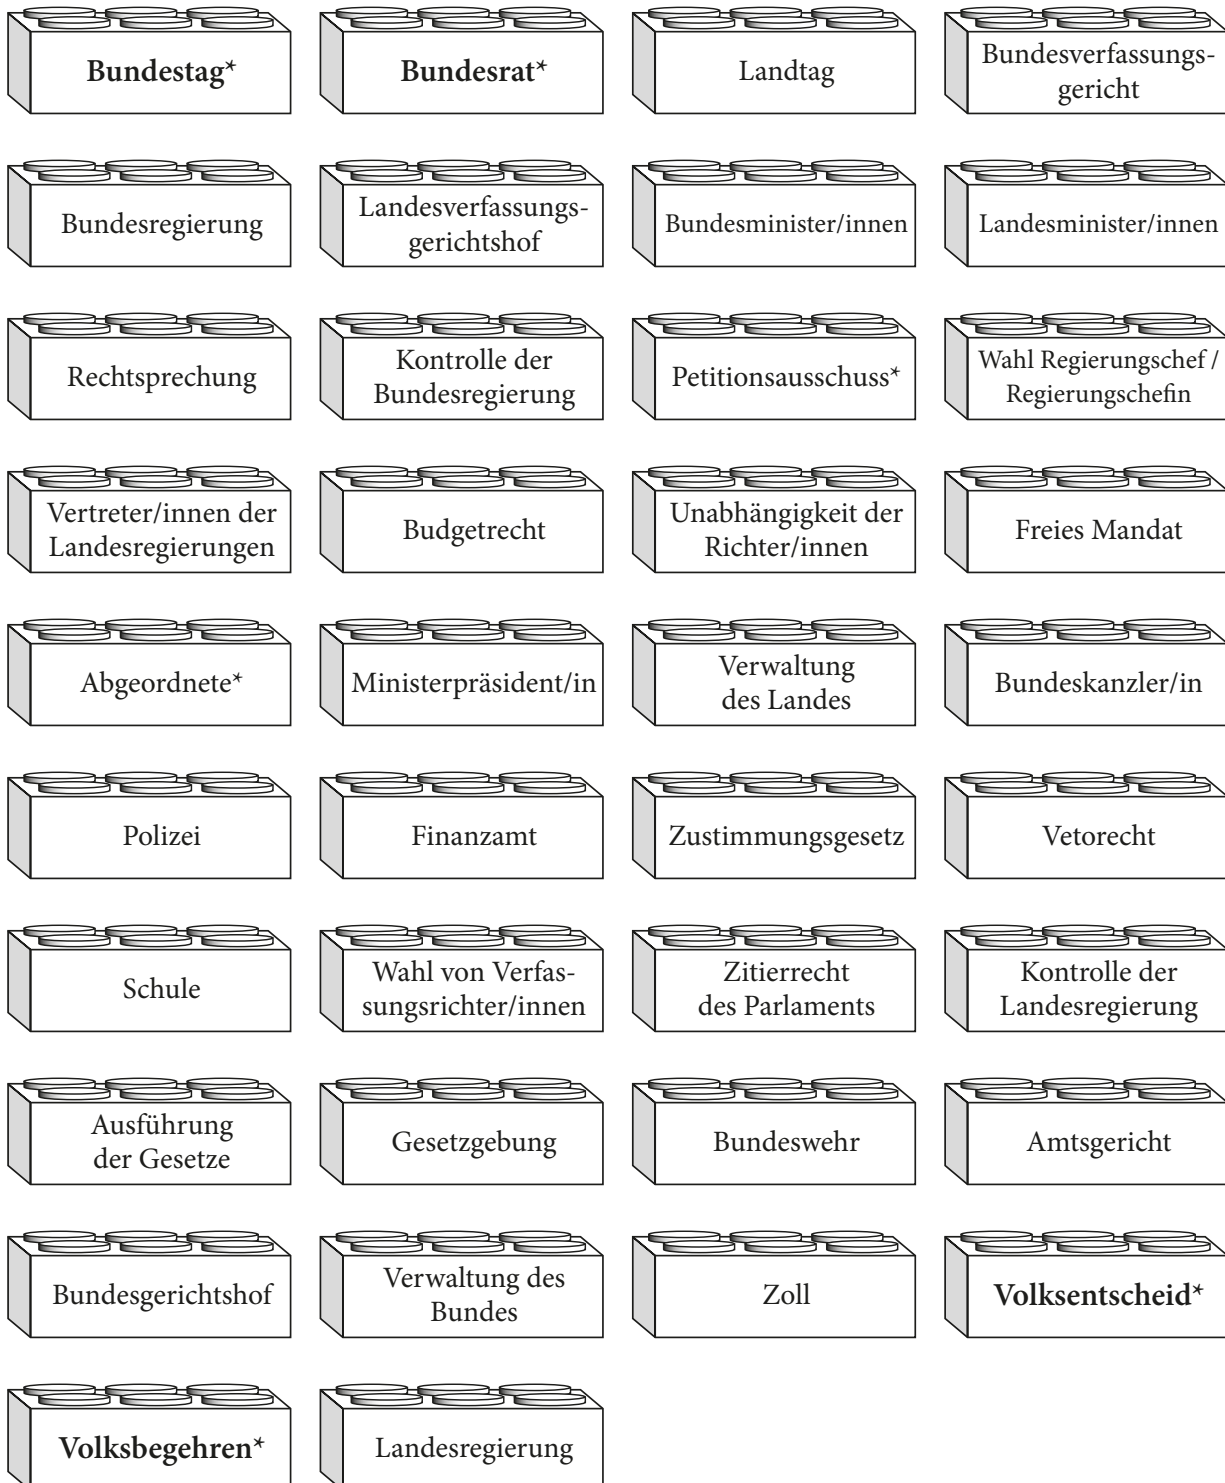 Bundestag*
Bundesrat*
Landtag
Bundesverfassungs-
gericht
Bundesregierung
Landesverfassungs-
gerichtshof
Bundesminister/innen
Landesminister/innen
Rechtsprechung
Kontrolle der
Bundesregierung
Petitionsausschuss*
Wahl Regierungschef /
Regierungschefin
Vertreter/innen der
Landesregierungen
Budgetrecht
Unabhängigkeit der
Richter/innen
Freies Mandat
Abgeordnete*
Ministerpräsident/in
Verwaltung
des Landes
Bundeskanzler/in
Polizei
Finanzamt
Zustimmungsgesetz
Vetorecht
Schule
Wahl von Verfas-
sungsrichter/innen
Zitierrecht
des Parlaments
Kontrolle der
Landesregierung
Ausführung
der Gesetze
Gesetzgebung
Bundeswehr
Amtsgericht
Bundesgerichtshof
Verwaltung des
Bundes
Zoll
Volksentscheid*
Volksbegehren*
Landesregierung